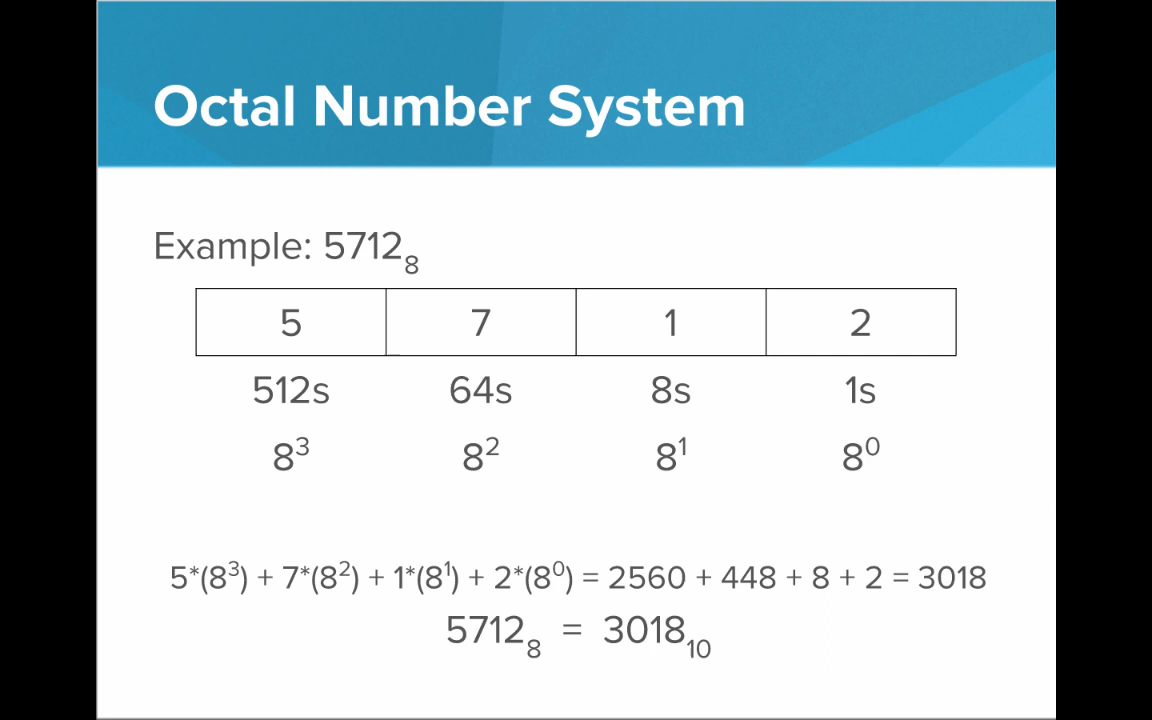 Octal Number System
Example: 5712₈
5 7 1 2
512s 64s 8s 1s
8³ 8² 8¹ 8⁰
5*(8³) + 7*(8²) + 1*(8¹) + 2*(8⁰) = 2560 + 448 + 8 + 2 = 3018
5712₈ = 3018₁₀